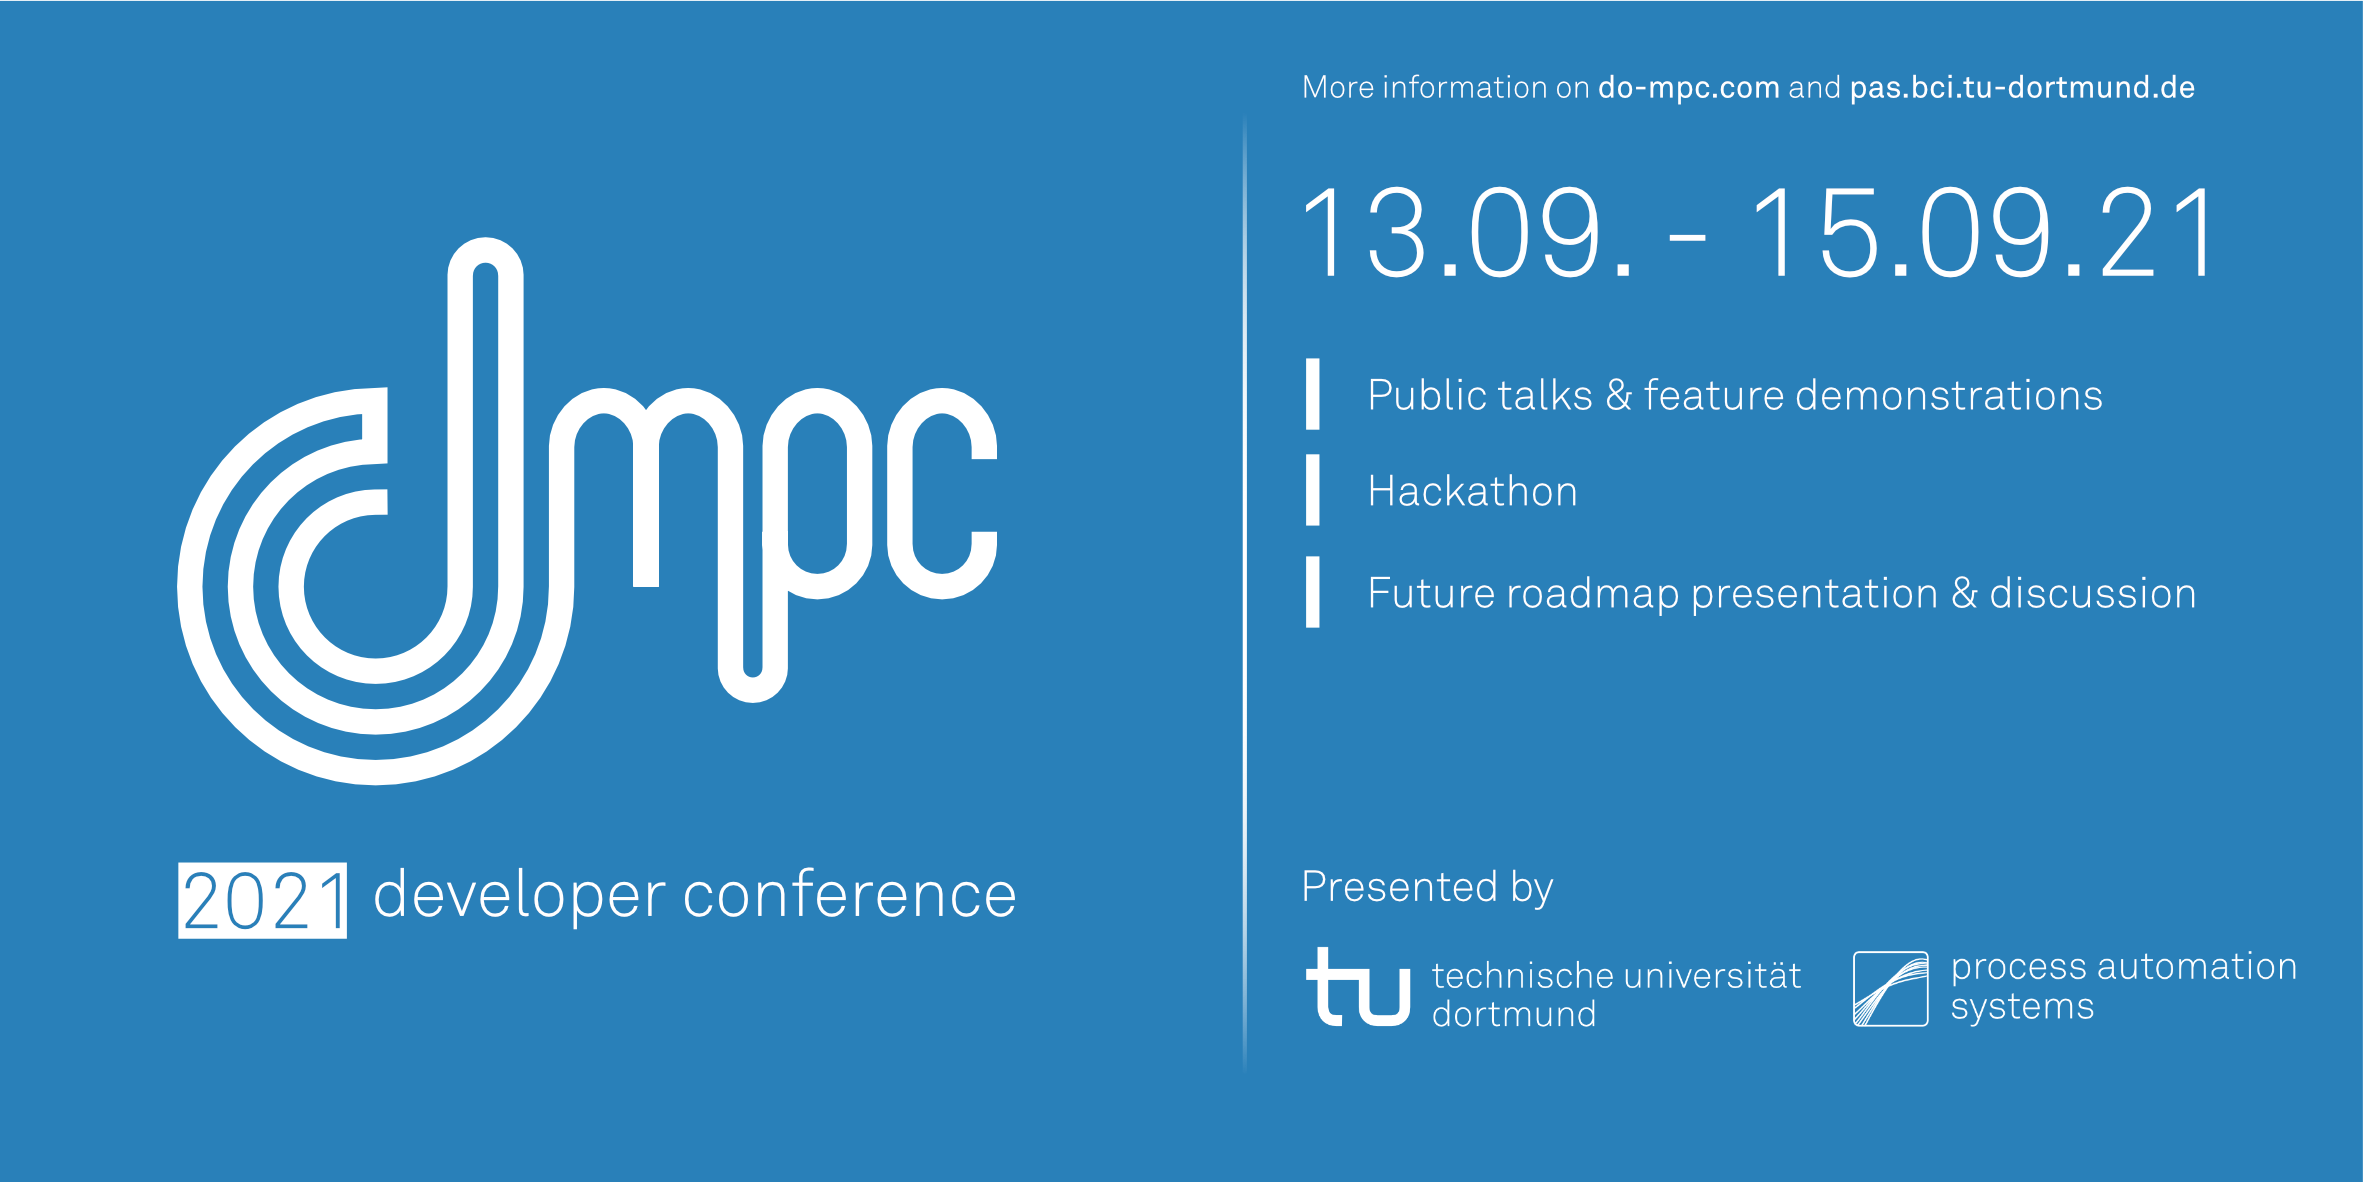 dmpc
2021 developer conference
More information on do-mpc.com and pas.bci.tu-dortmund.de
13.09. - 15.09.21
Public talks & feature demonstrations
Hackathon
Future roadmap presentation & discussion
Presented by
tu technische universität
dortmund
process automation
systems